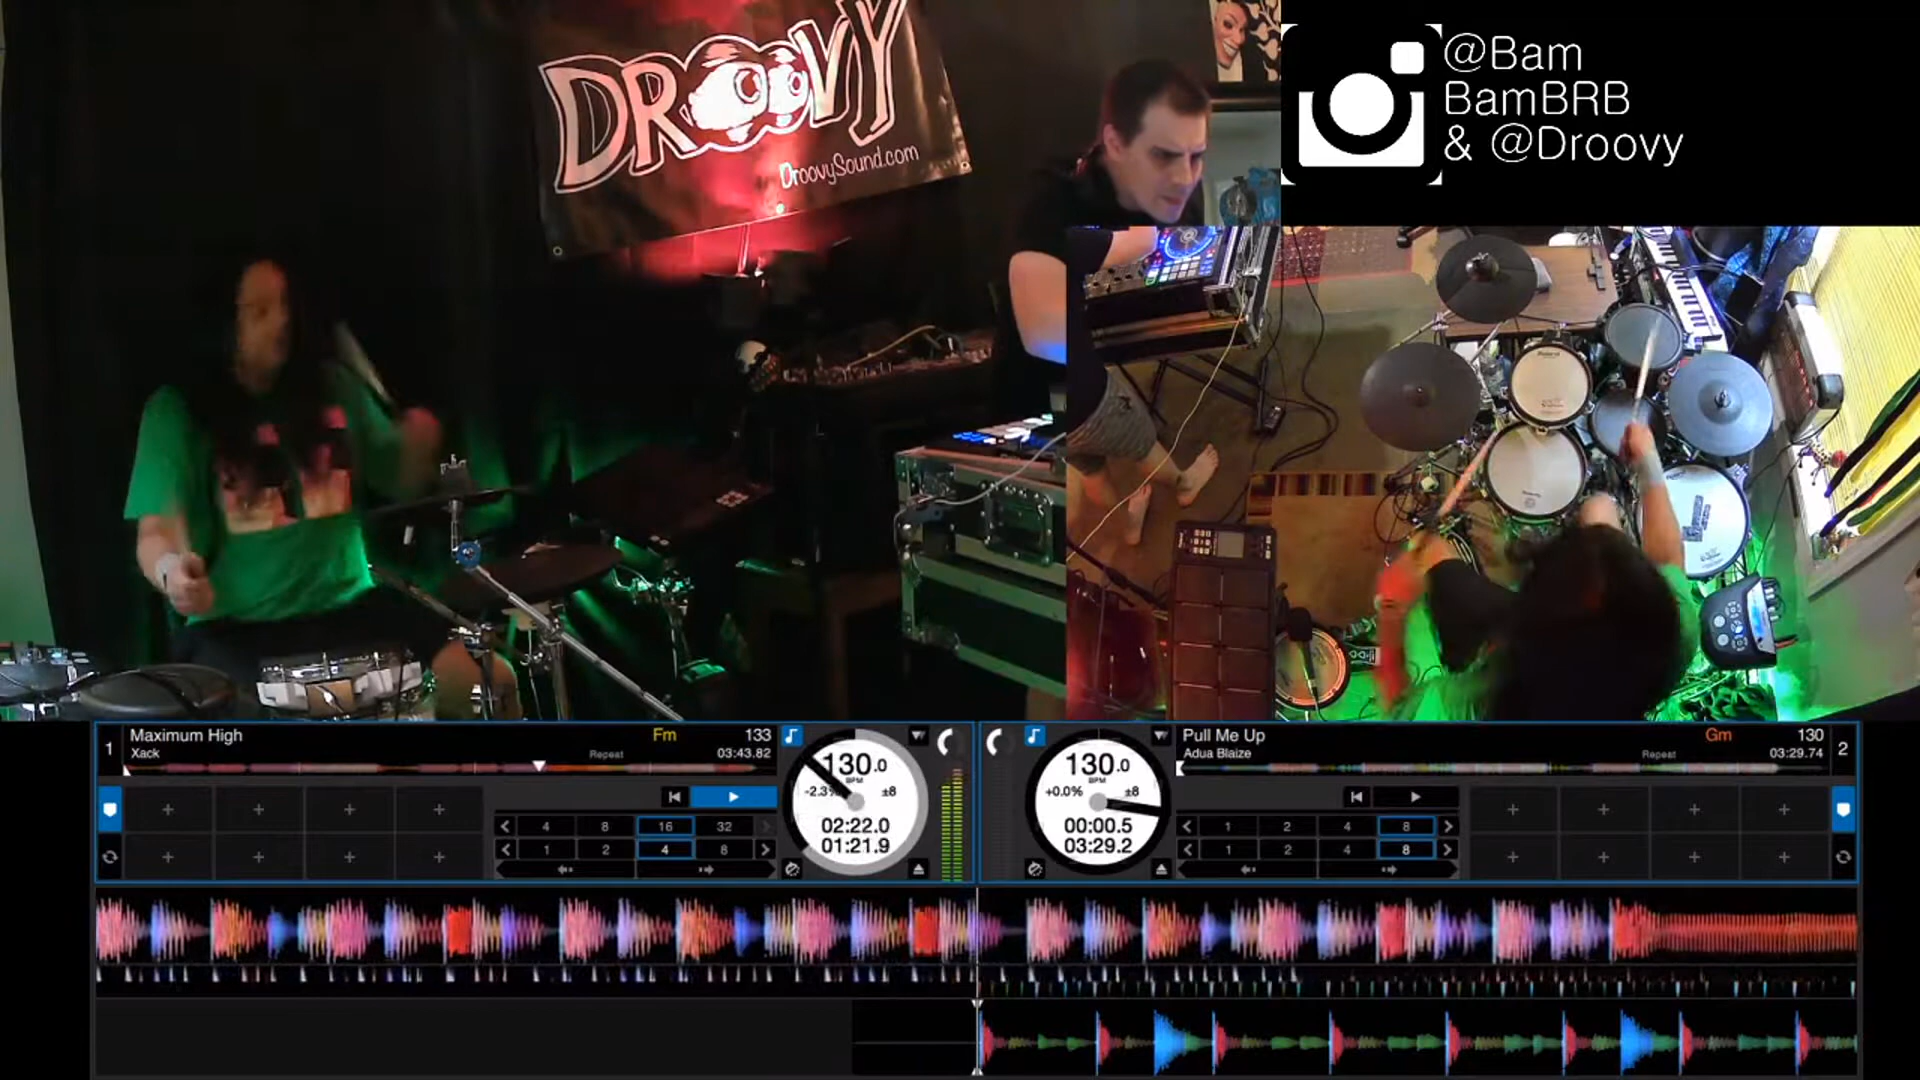 DROOVY
DroovySound.com
@Bam
BamBRB
& @Droovy
1
Maximum High
Fm
133
Xack
Repeat
03:43.82
130.0
BPM
-2.3%
±8
02:22.0
01:21.9
4 8 16 32
1 2 4 8
130.0
BPM
+0.0%
±8
00:00.5
03:29.2
Pull Me Up
Gm
130
Adua Blaize
Repeat
03:29.74
2
1 2 4 8
1 2 4 8